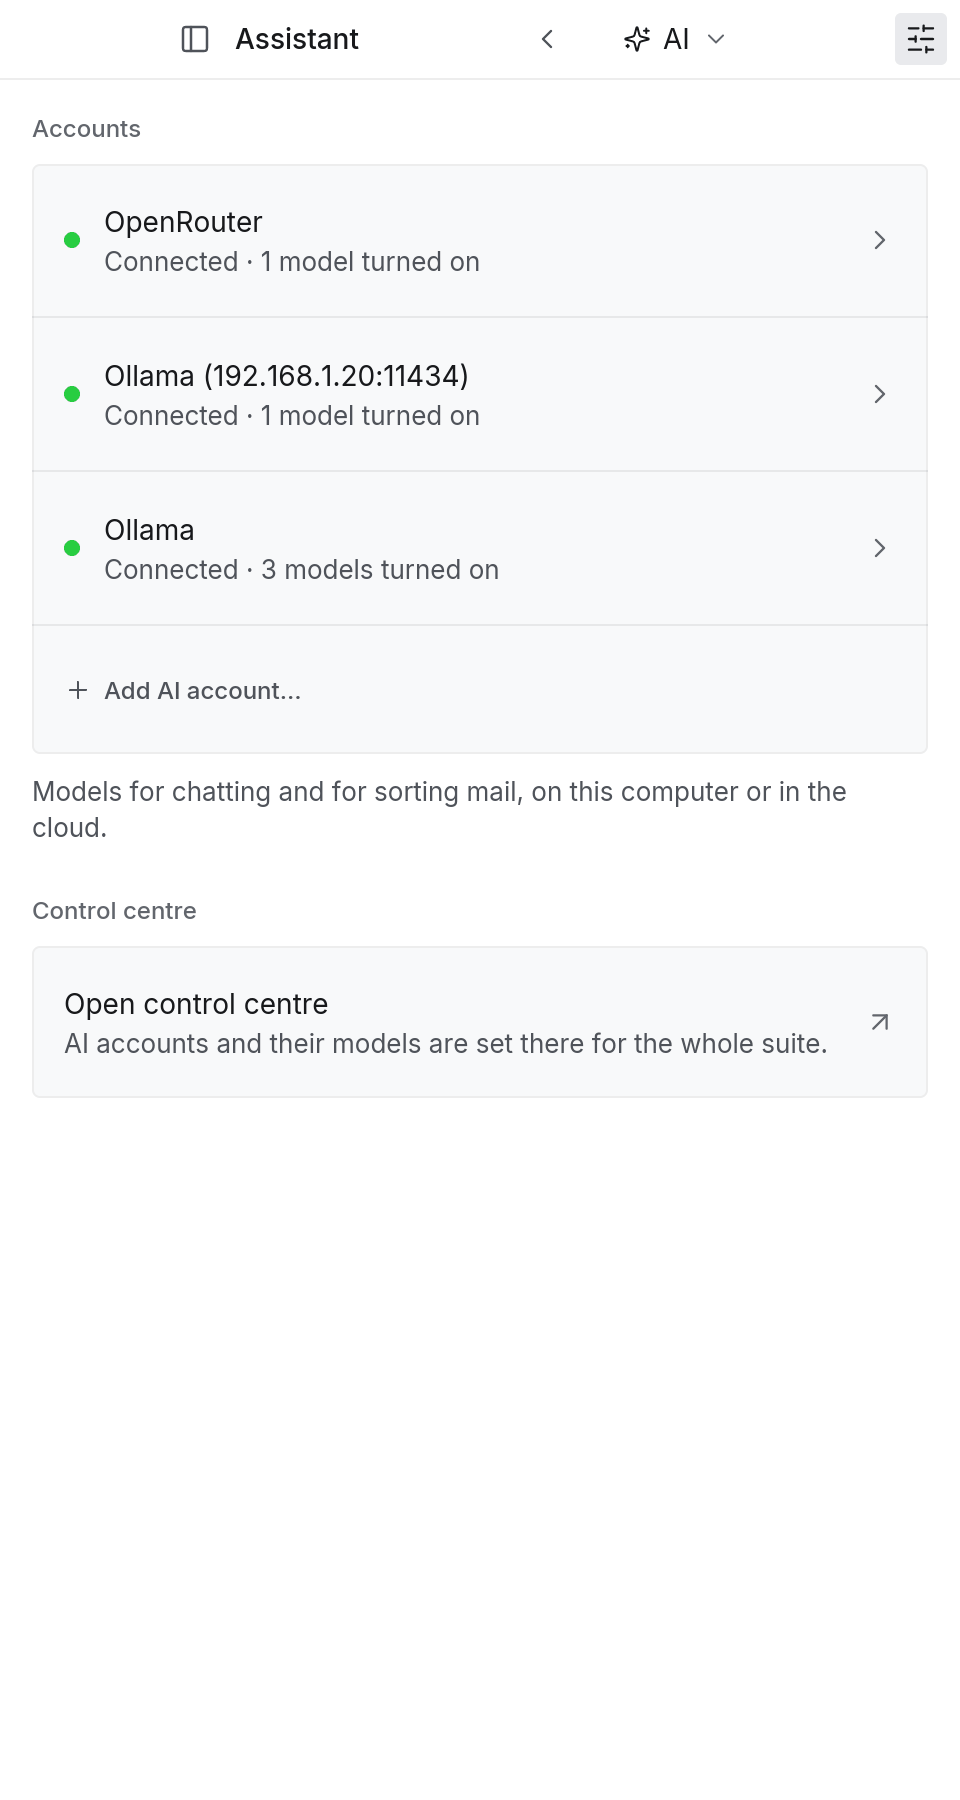 Assistant
AI
Accounts
OpenRouter
Connected · 1 model turned on
Ollama (192.168.1.20:11434)
Connected · 1 model turned on
Ollama
Connected · 3 models turned on
Add AI account...
Models for chatting and for sorting mail, on this computer or in the
cloud.
Control centre
Open control centre
AI accounts and their models are set there for the whole suite.